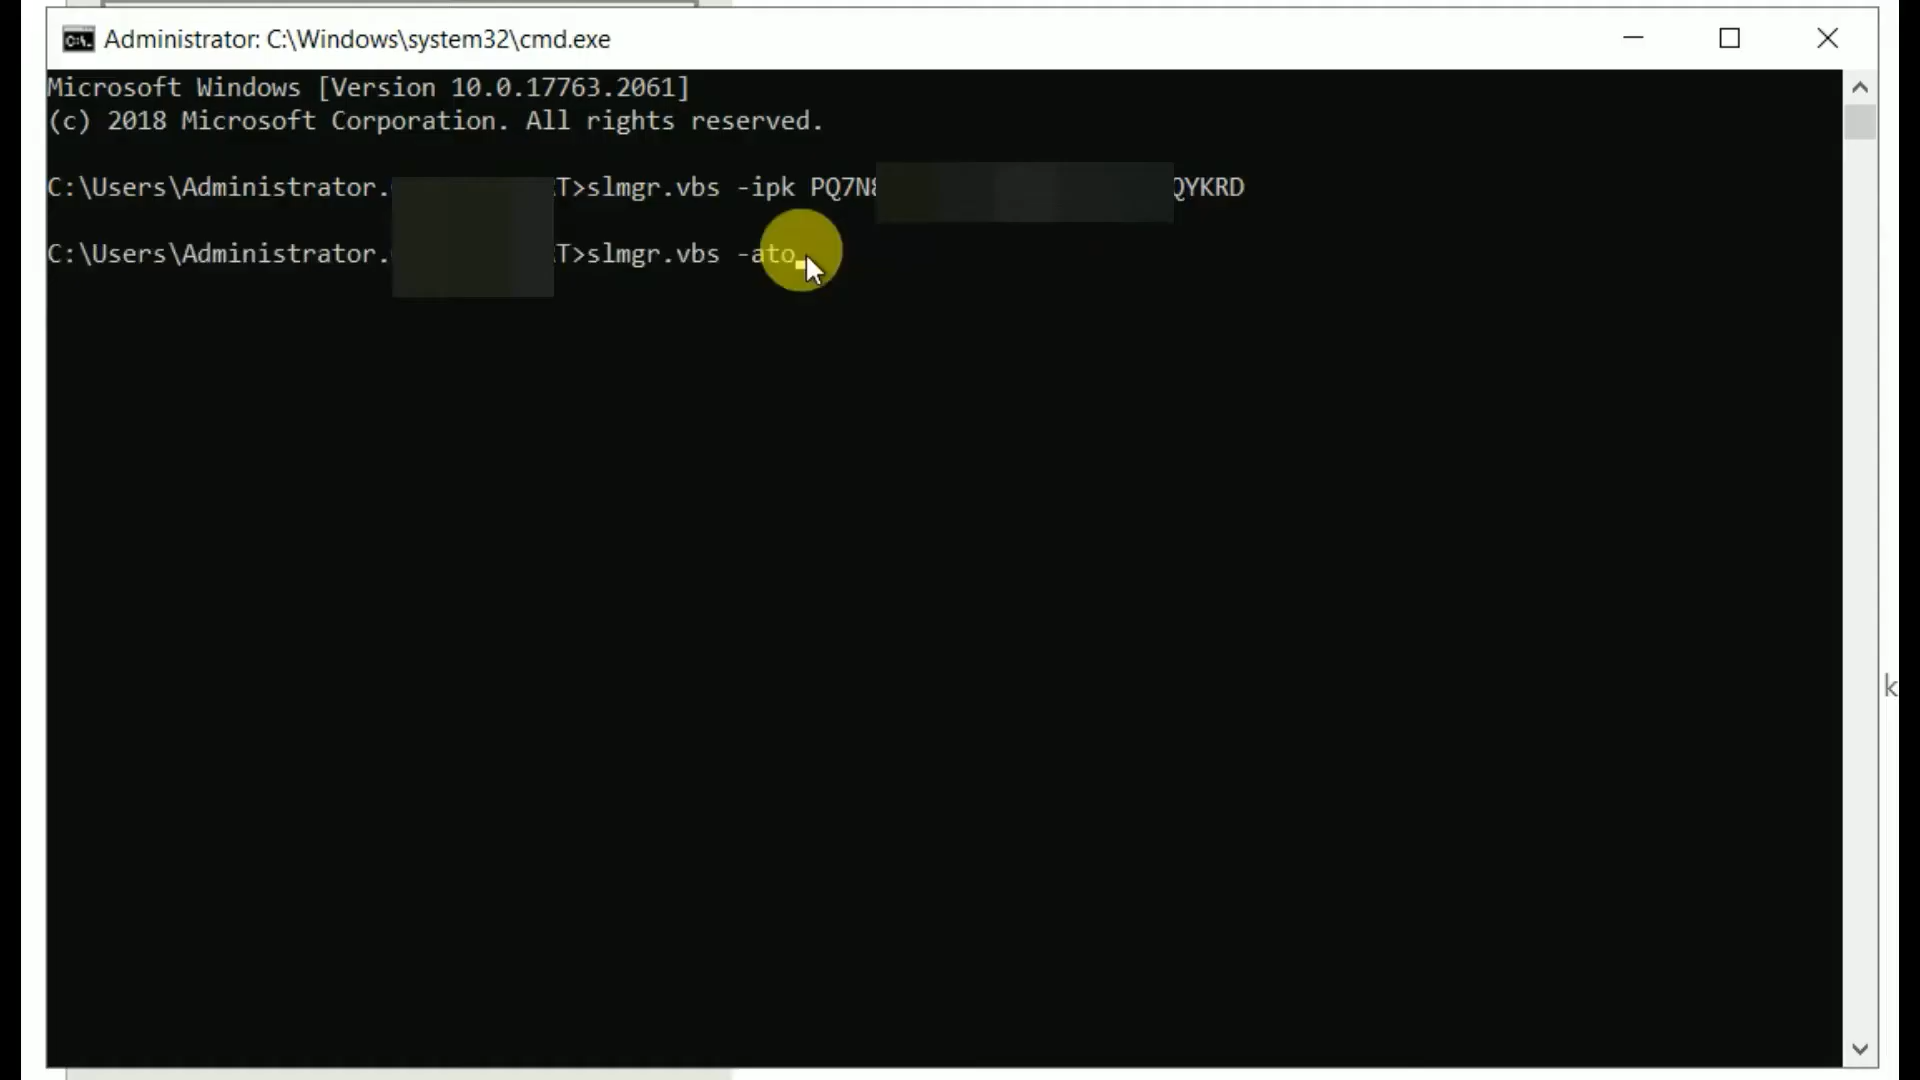 Administrator: C:\Windows\system32\cmd.exe
Microsoft Windows [Version 10.0.17763.2061]
(c) 2018 Microsoft Corporation. All rights reserved.
C:\Users\Administrator. T>slmgr.vbs -ipk PQ7N QYKRD
C:\Users\Administrator. T>slmgr.vbs -ato
k